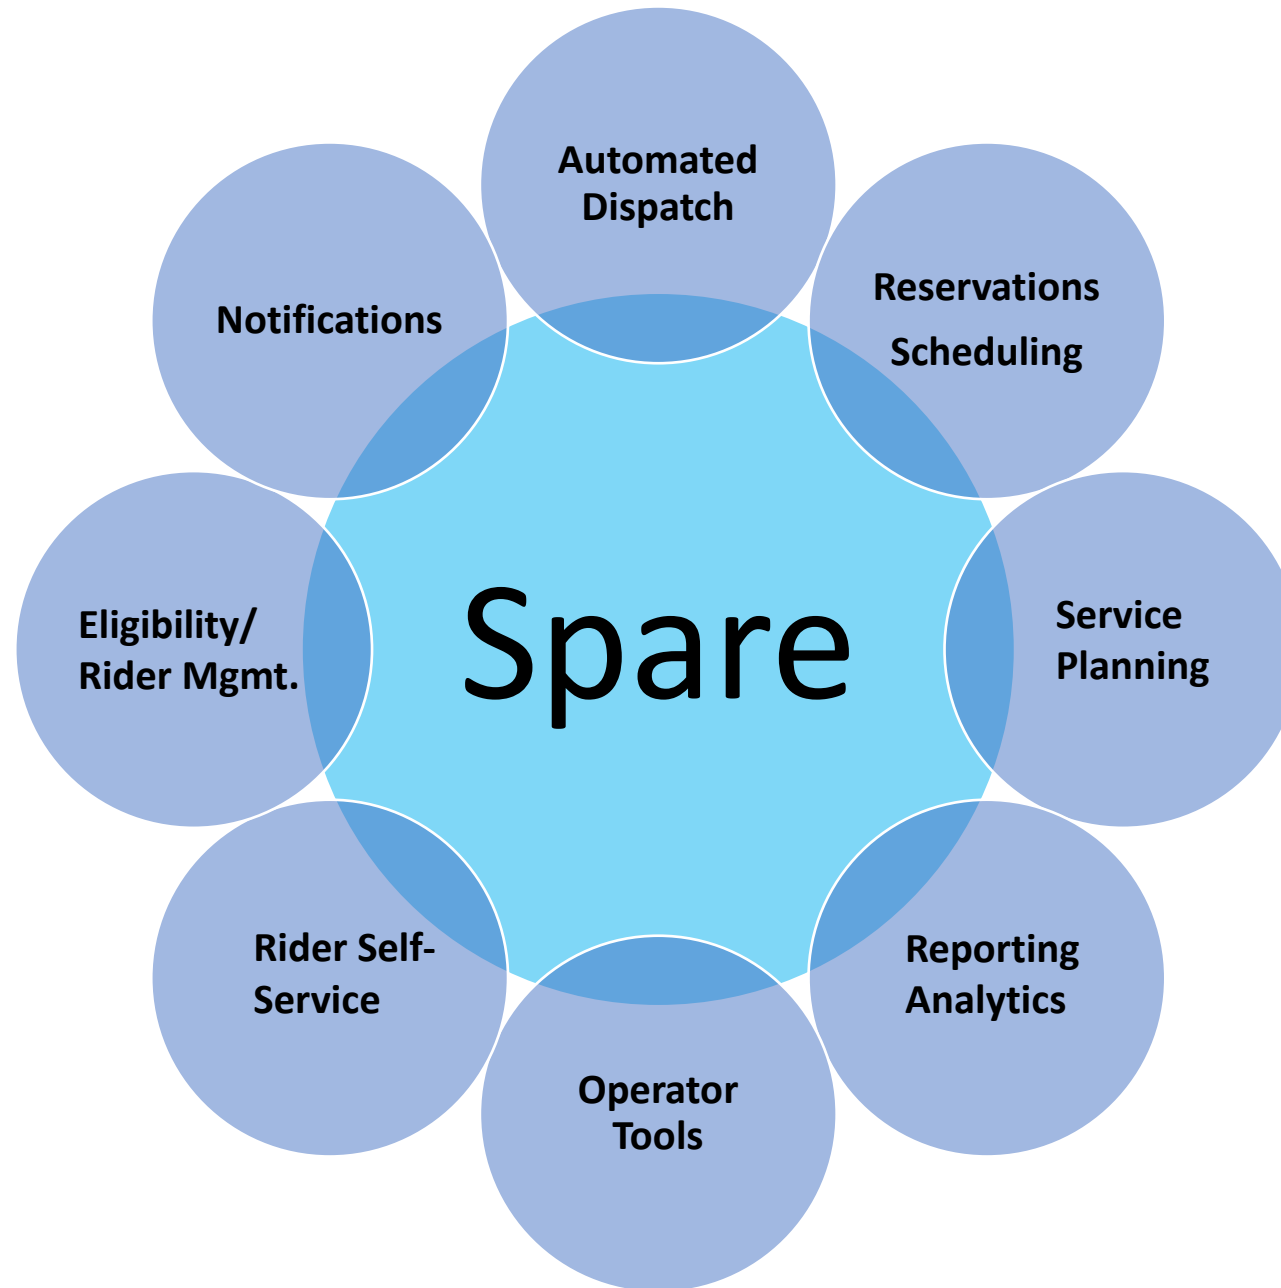 Automated
Dispatch
Reservations
Scheduling
Notifications
Spare
Eligibility/
Rider Mgmt.
Service
Planning
Rider Self-
Service
Reporting
Analytics
Operator
Tools